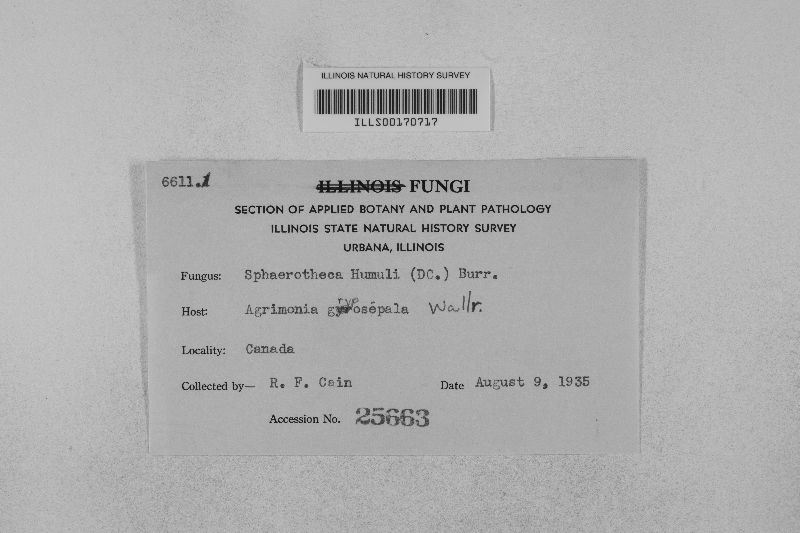 ILLINOIS NATURAL HISTORY SURVEY
ILLS00170717
6611.1
ILLINOIS FUNGI
SECTION OF APPLIED BOTANY AND PLANT PATHOLOGY
ILLINOIS STATE NATURAL HISTORY SURVEY
URBANA, ILLINOIS
Fungus: Sphaerotheca Humuli (DC.) Burr.
Host: Agrimonia gryposépala Wallr.
Locality: Canada
Collected by— R. F. Cain Date August 9, 1935
Accession No. 25663